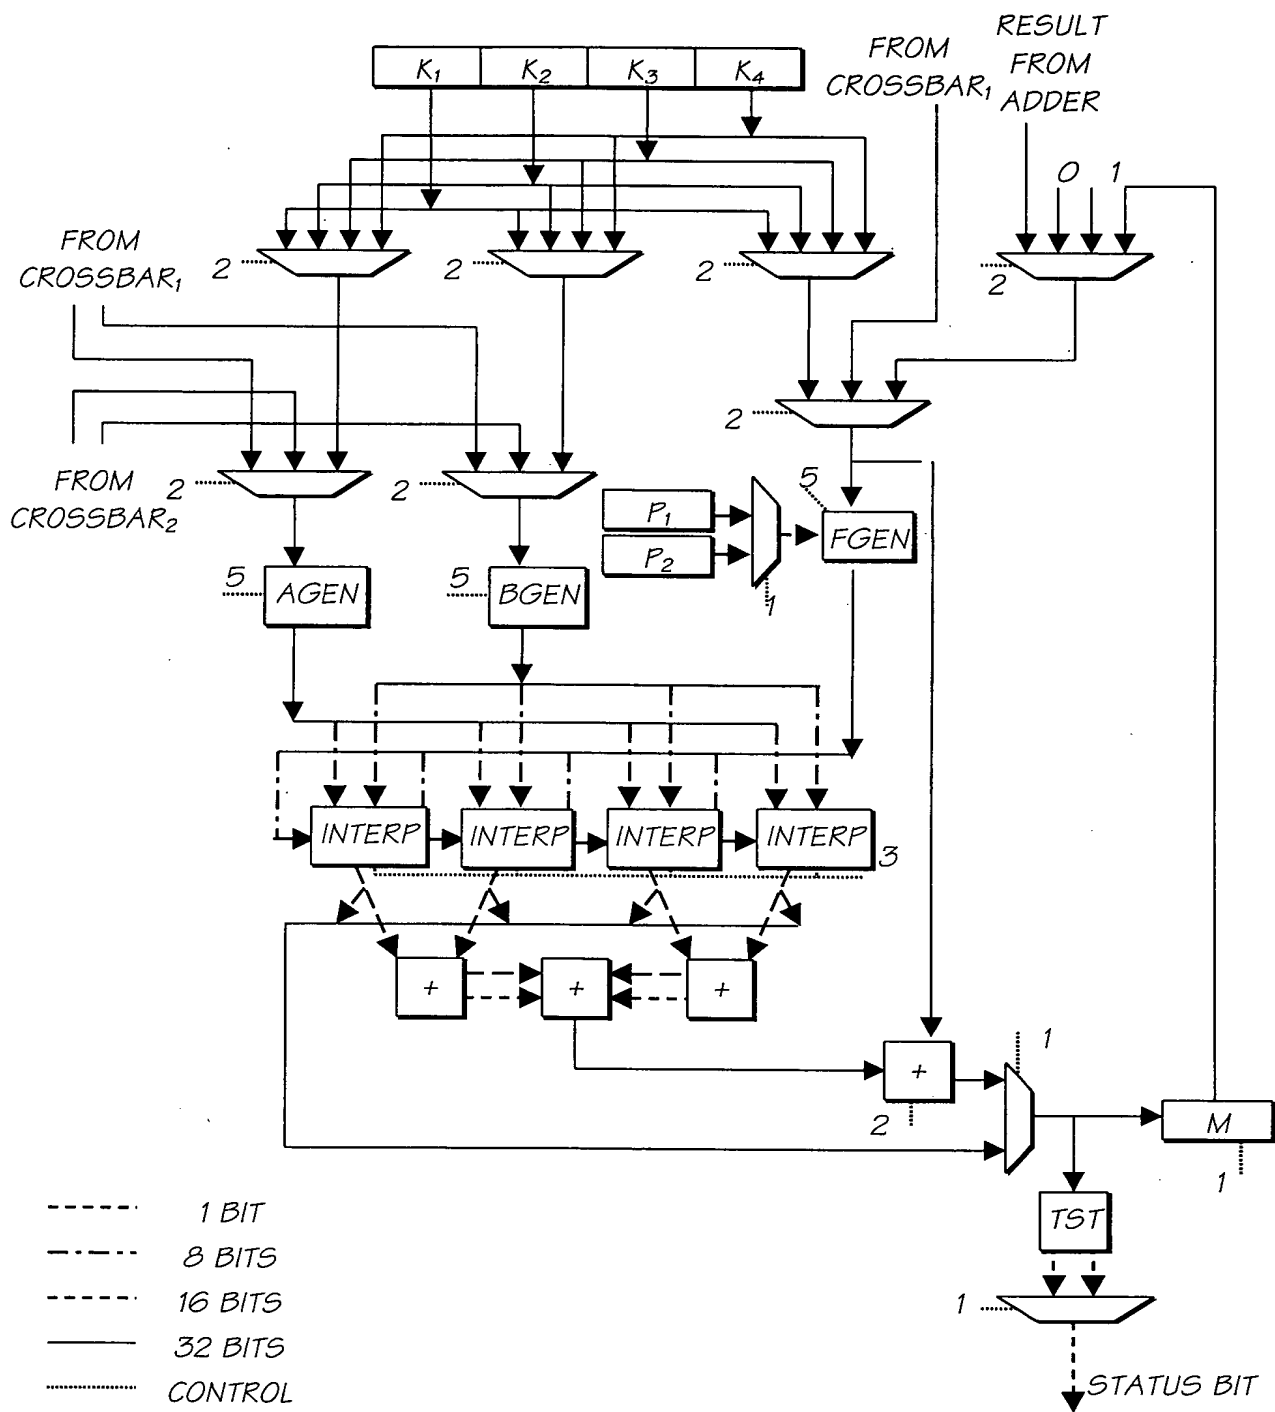 RESULT
FROM
ADDER
FROM
CROSSBAR1
K1 K2 K3 K4
0 1
FROM
CROSSBAR1
2 2 2 2
2
FROM
CROSSBAR2
2 2
P1
P2
1
5
FGEN
5 AGEN
5 BGEN
INTERP INTERP INTERP INTERP
3
+ + +
+
2
1
M
1
TST
1
STATUS BIT
1 BIT
8 BITS
16 BITS
32 BITS
CONTROL